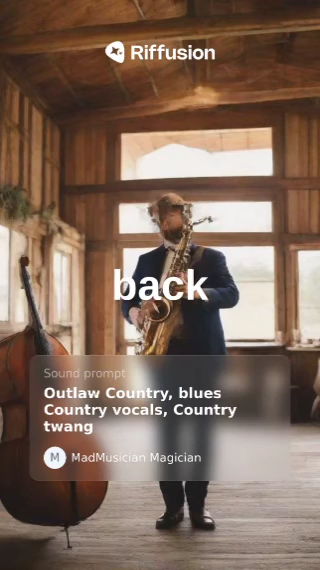 Riffusion
back
Sound prompt
Outlaw Country, blues
Country vocals, Country
twang
M MadMusician Magician